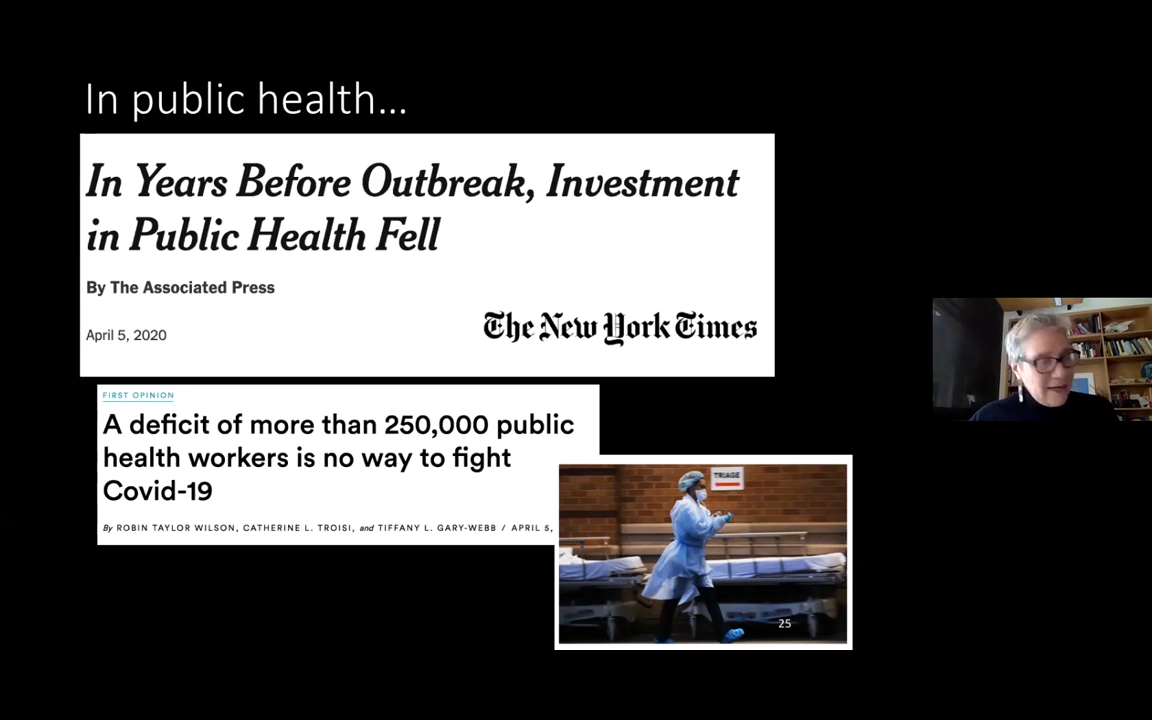 In public health...
In Years Before Outbreak, Investment
in Public Health Fell
By The Associated Press
April 5, 2020
The New York Times
FIRST OPINION
A deficit of more than 250,000 public
health workers is no way to fight
Covid-19
By ROBIN TAYLOR WILSON, CATHERINE L. TROISI, and TIFFANY L. GARY-WEBB / APRIL 5,
TRIAGE
25